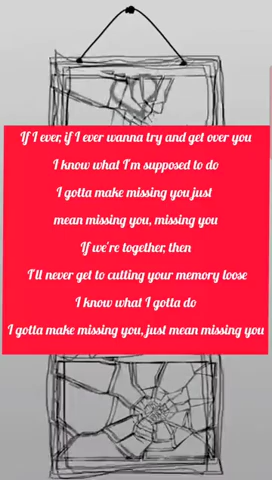 If I ever, if I ever wanna try and get over you
I know what I'm supposed to do
I gotta make missing you just
mean missing you, missing you
If we're together, then
I'll never get to cutting your memory loose
I know what I gotta do
I gotta make missing you, just mean missing you